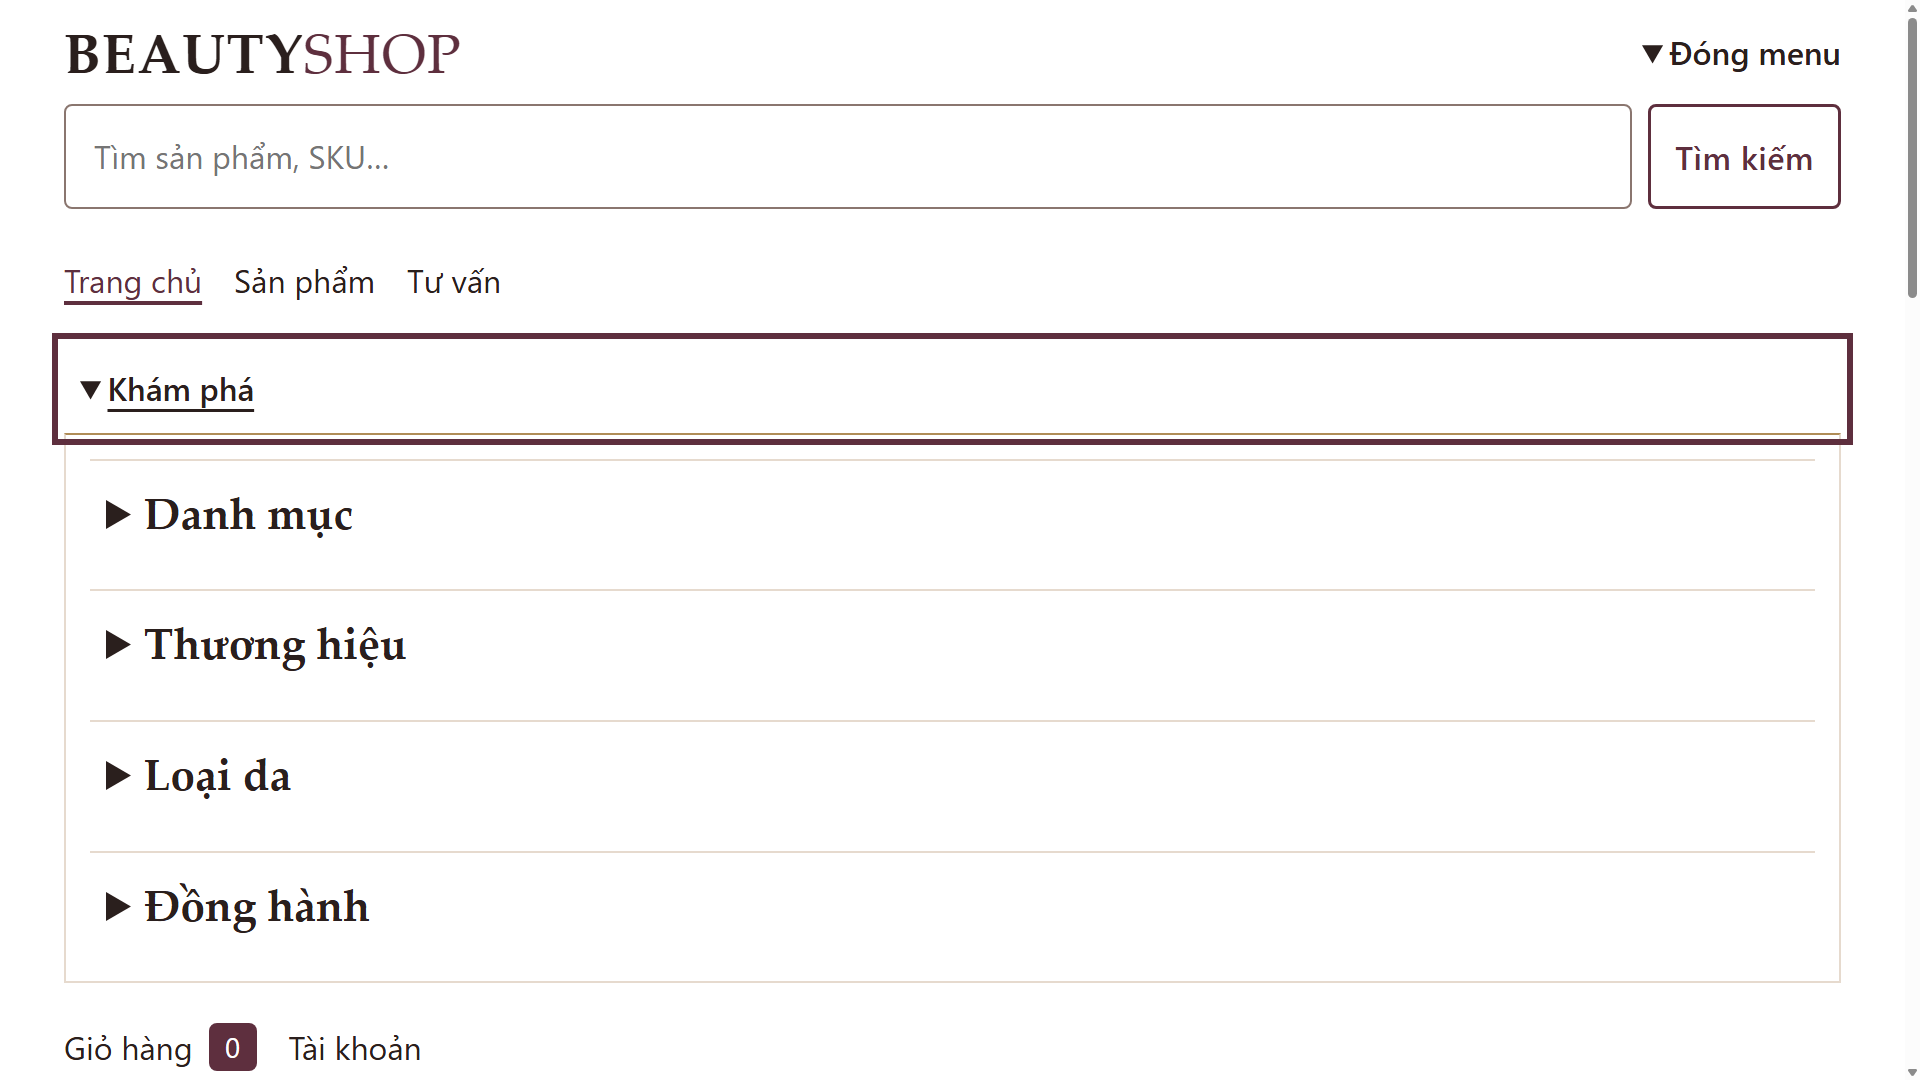 BEAUTYSHOP
Đóng menu
Tìm sản phẩm, SKU...
Tìm kiếm
Trang chủ Sản phẩm Tư vấn
Khám phá
Danh mục
Thương hiệu
Loại da
Đồng hành
Giỏ hàng 0 Tài khoản